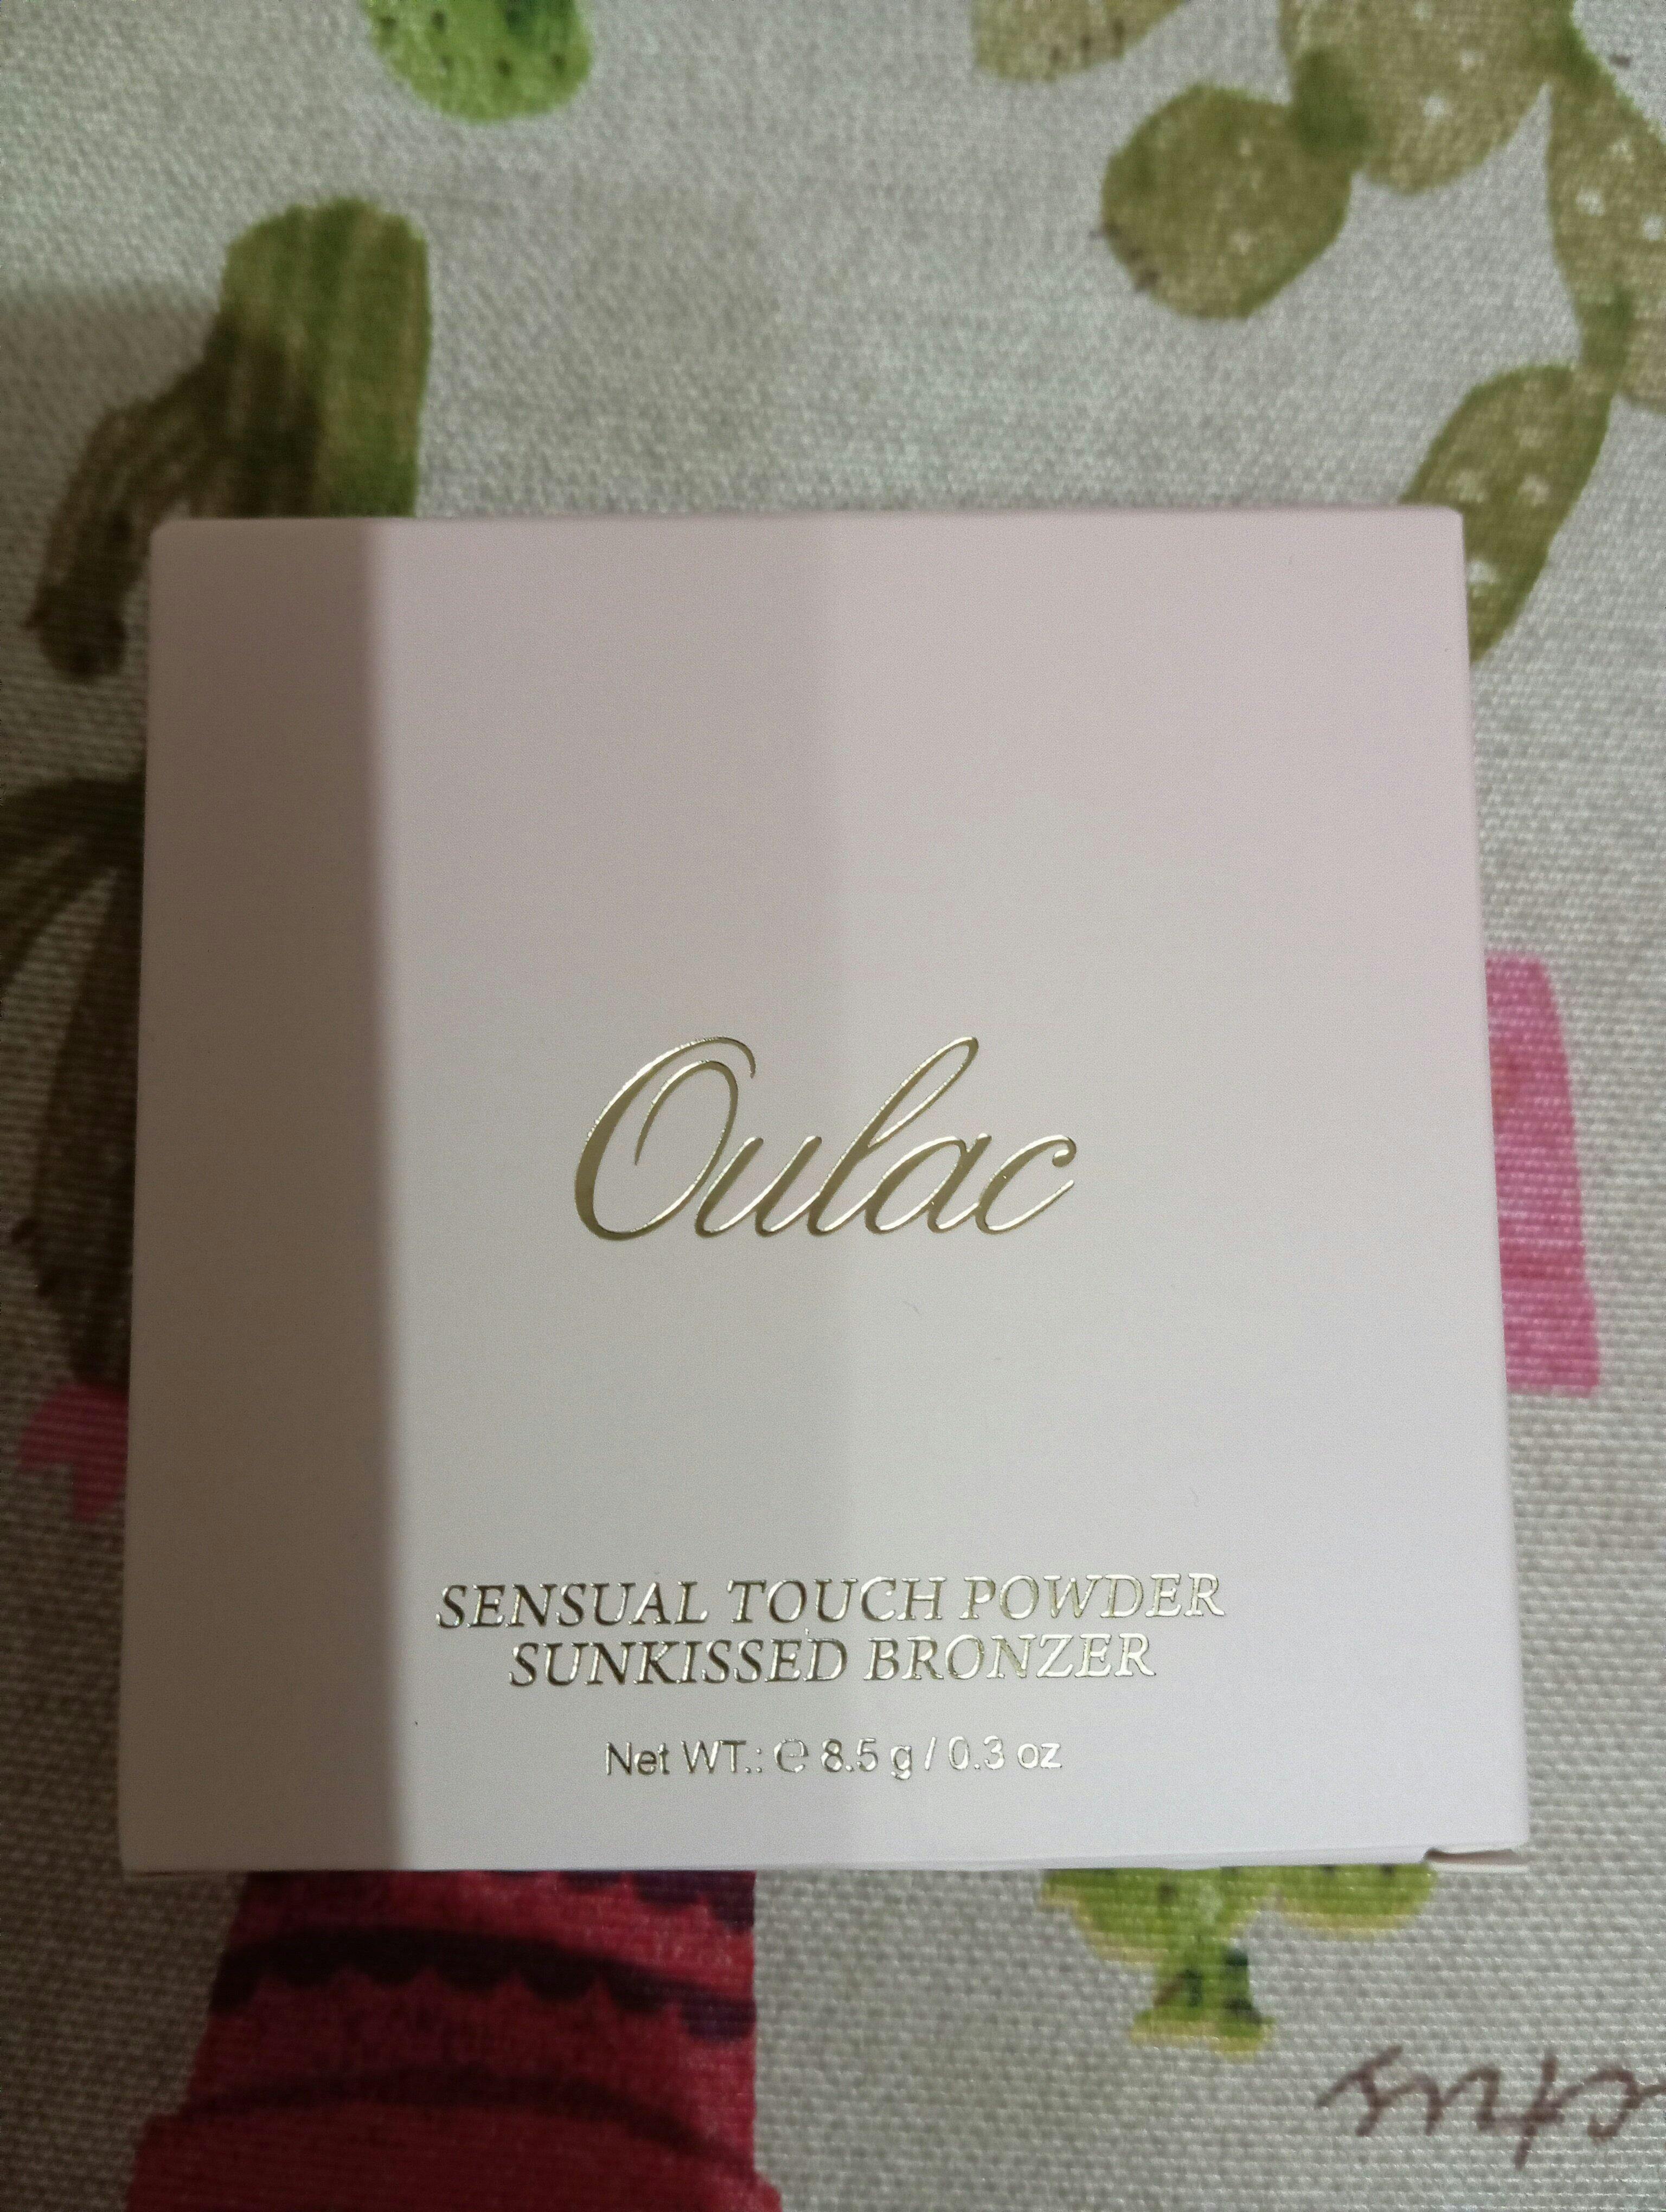 Oulac
SENSUAL TOUCH POWDER
SUNKISSED BRONZER
Net WT.: ℮ 8.5 g / 0.3 oz